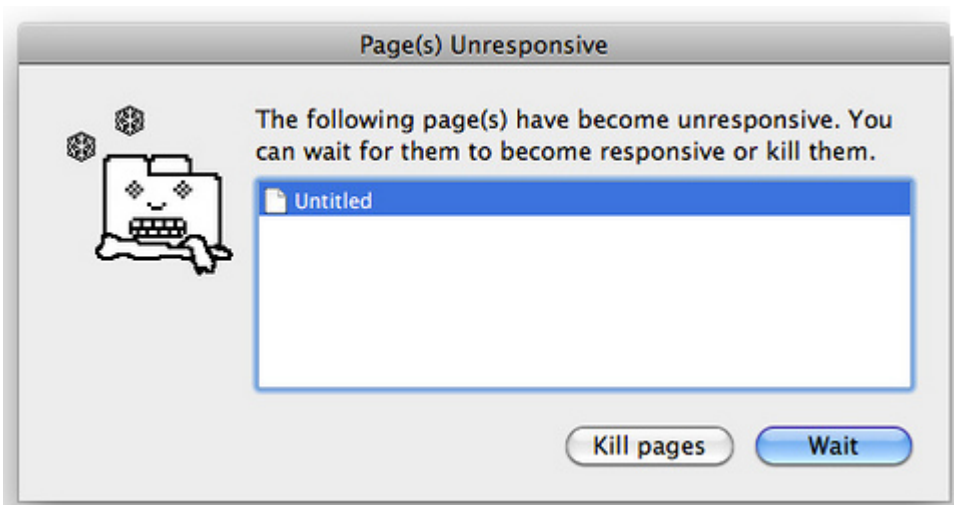 Page(s) Unresponsive
The following page(s) have become unresponsive. You
can wait for them to become responsive or kill them.
Untitled
Kill pages
Wait